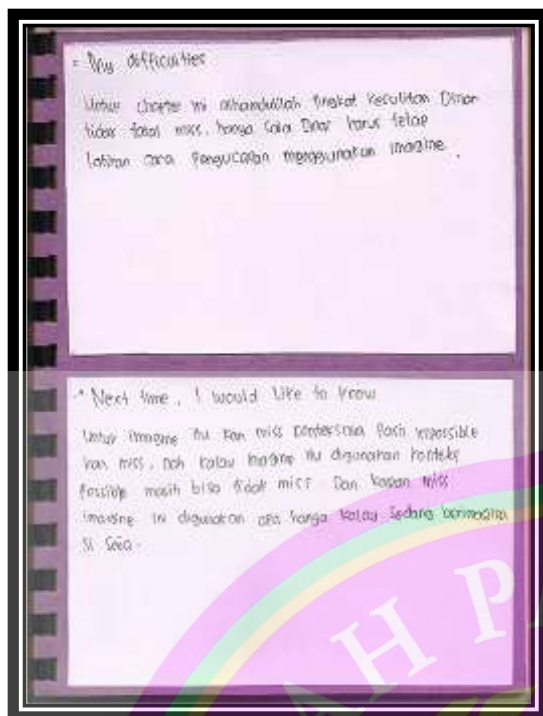 * My difficulties
Untuk chapter ini alhamdulillah tingkat kesulitan Dinar
tidak fatal miss. hanya saja Dinar harus tetap
latihan cara pengucapan menggunakan imagine.
* Next time, I would like to know
Untuk imagine itu kan miss konteksnya impossible
kan miss, nah kalau imagine itu digunakan konteks
possible masih bisa tidak miss Dan kapan miss
imagine ini digunakan apa hanya kalau sedang berimagine
si saja.
AH P